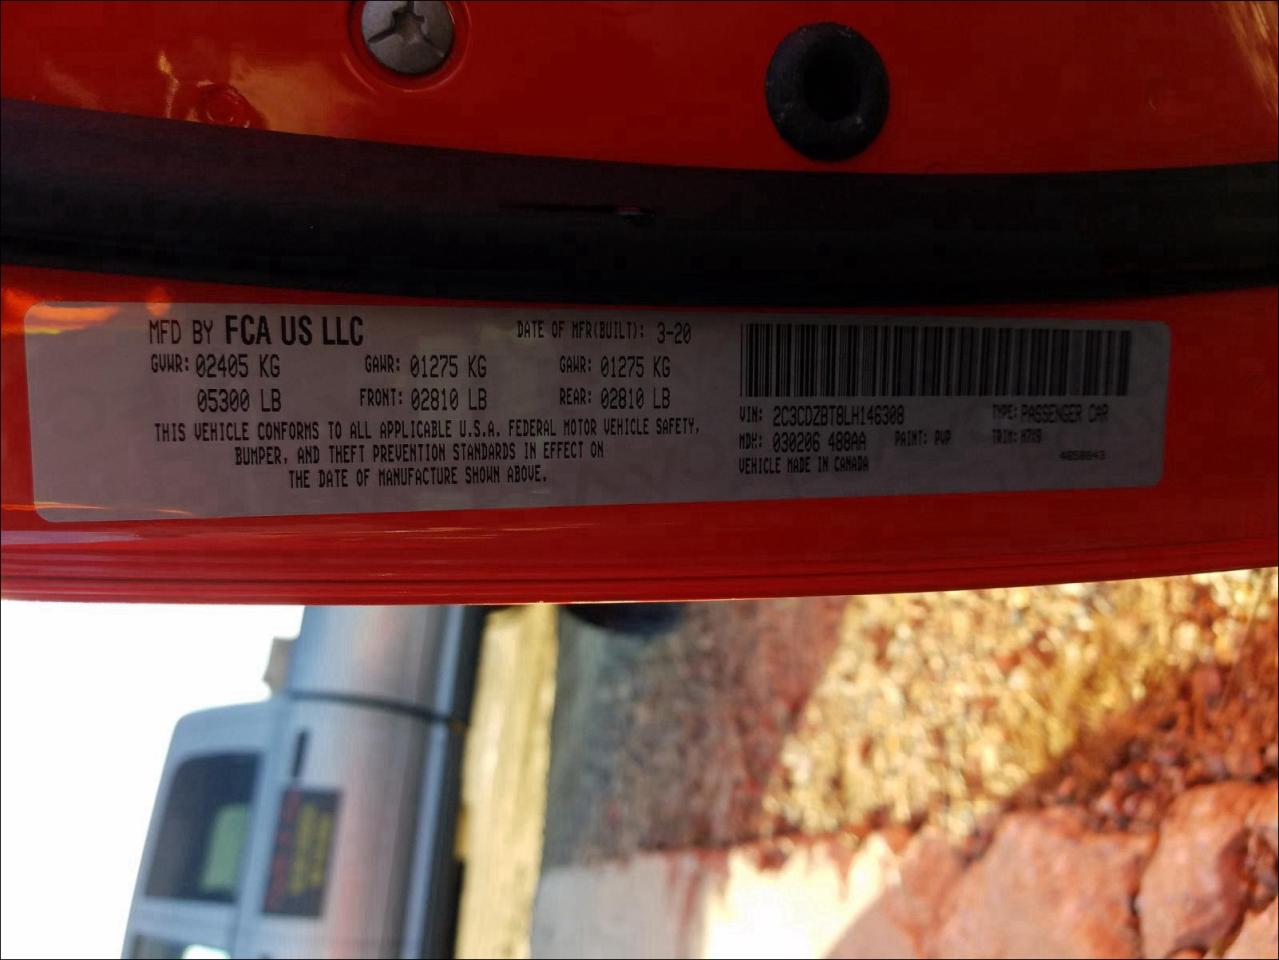 MFD BY FCA US LLC DATE OF MFR(BUILT): 3-20
GVWR: 02405 KG GAWR: 01275 KG GAWR: 01275 KG
05300 LB FRONT: 02810 LB REAR: 02810 LB
THIS VEHICLE CONFORMS TO ALL APPLICABLE U.S.A. FEDERAL MOTOR VEHICLE SAFETY,
BUMPER, AND THEFT PREVENTION STANDARDS IN EFFECT ON
THE DATE OF MANUFACTURE SHOWN ABOVE.
VIN: 2C3CDZBT8LH146308 TYPE: PASSENGER CAR
MDH: 030206 488AA PAINT: PVP TRIM: H7X9
VEHICLE MADE IN CANADA